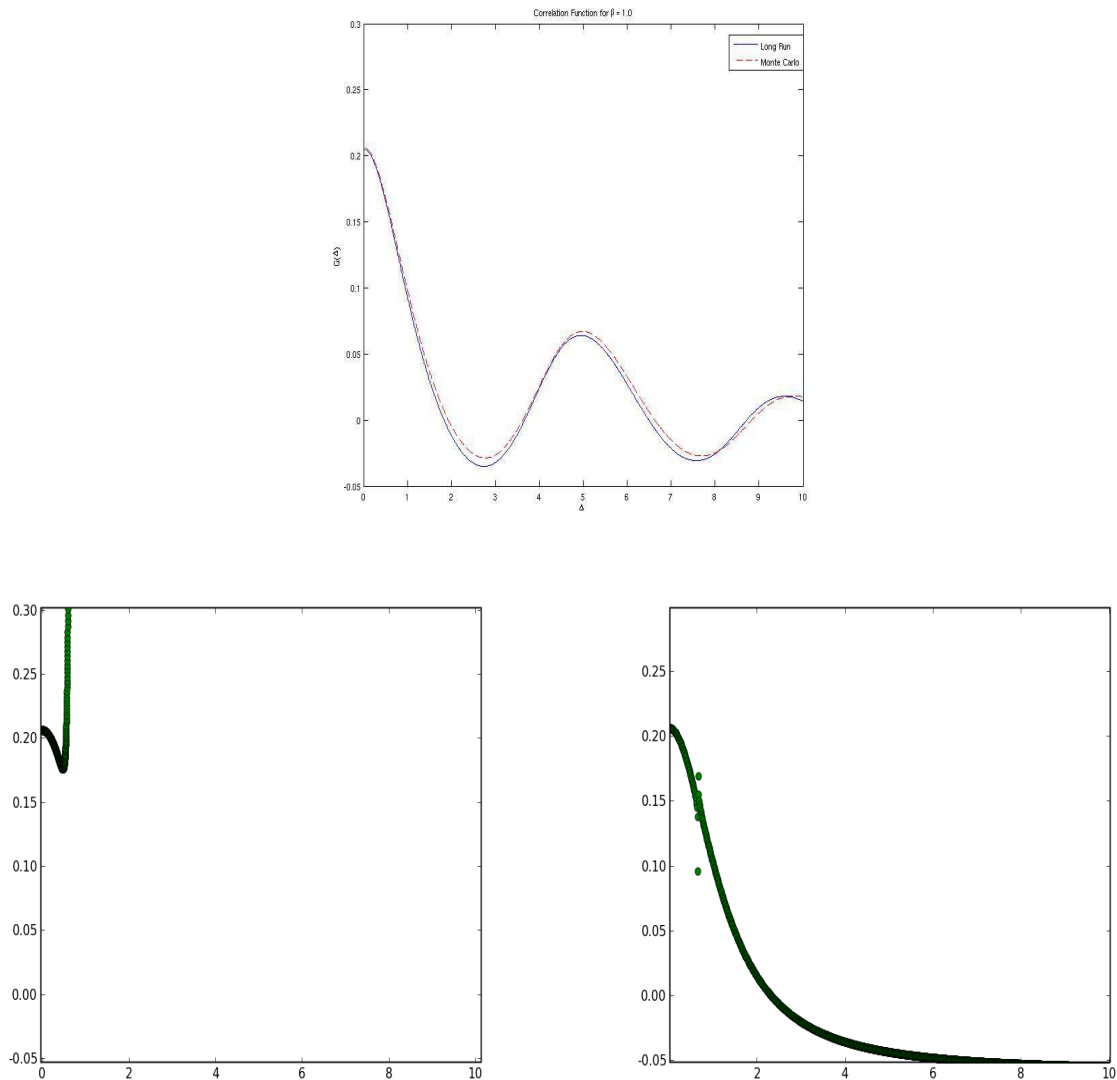 Correlation Function for β = 1.0
0.3
Long Run
Monte Carlo
0.25
0.2
0.15
G(Δ)
0.1
0.05
0
-0.05
0 1 2 3 4 5 6 7 8 9 10
Δ
0.30
0.25
0.20
0.15
0.10
0.05
0.00
-0.05
0 2 4 6 8 10
0.25
0.20
0.15
0.10
0.05
0.00
-0.05
2 4 6 8 10